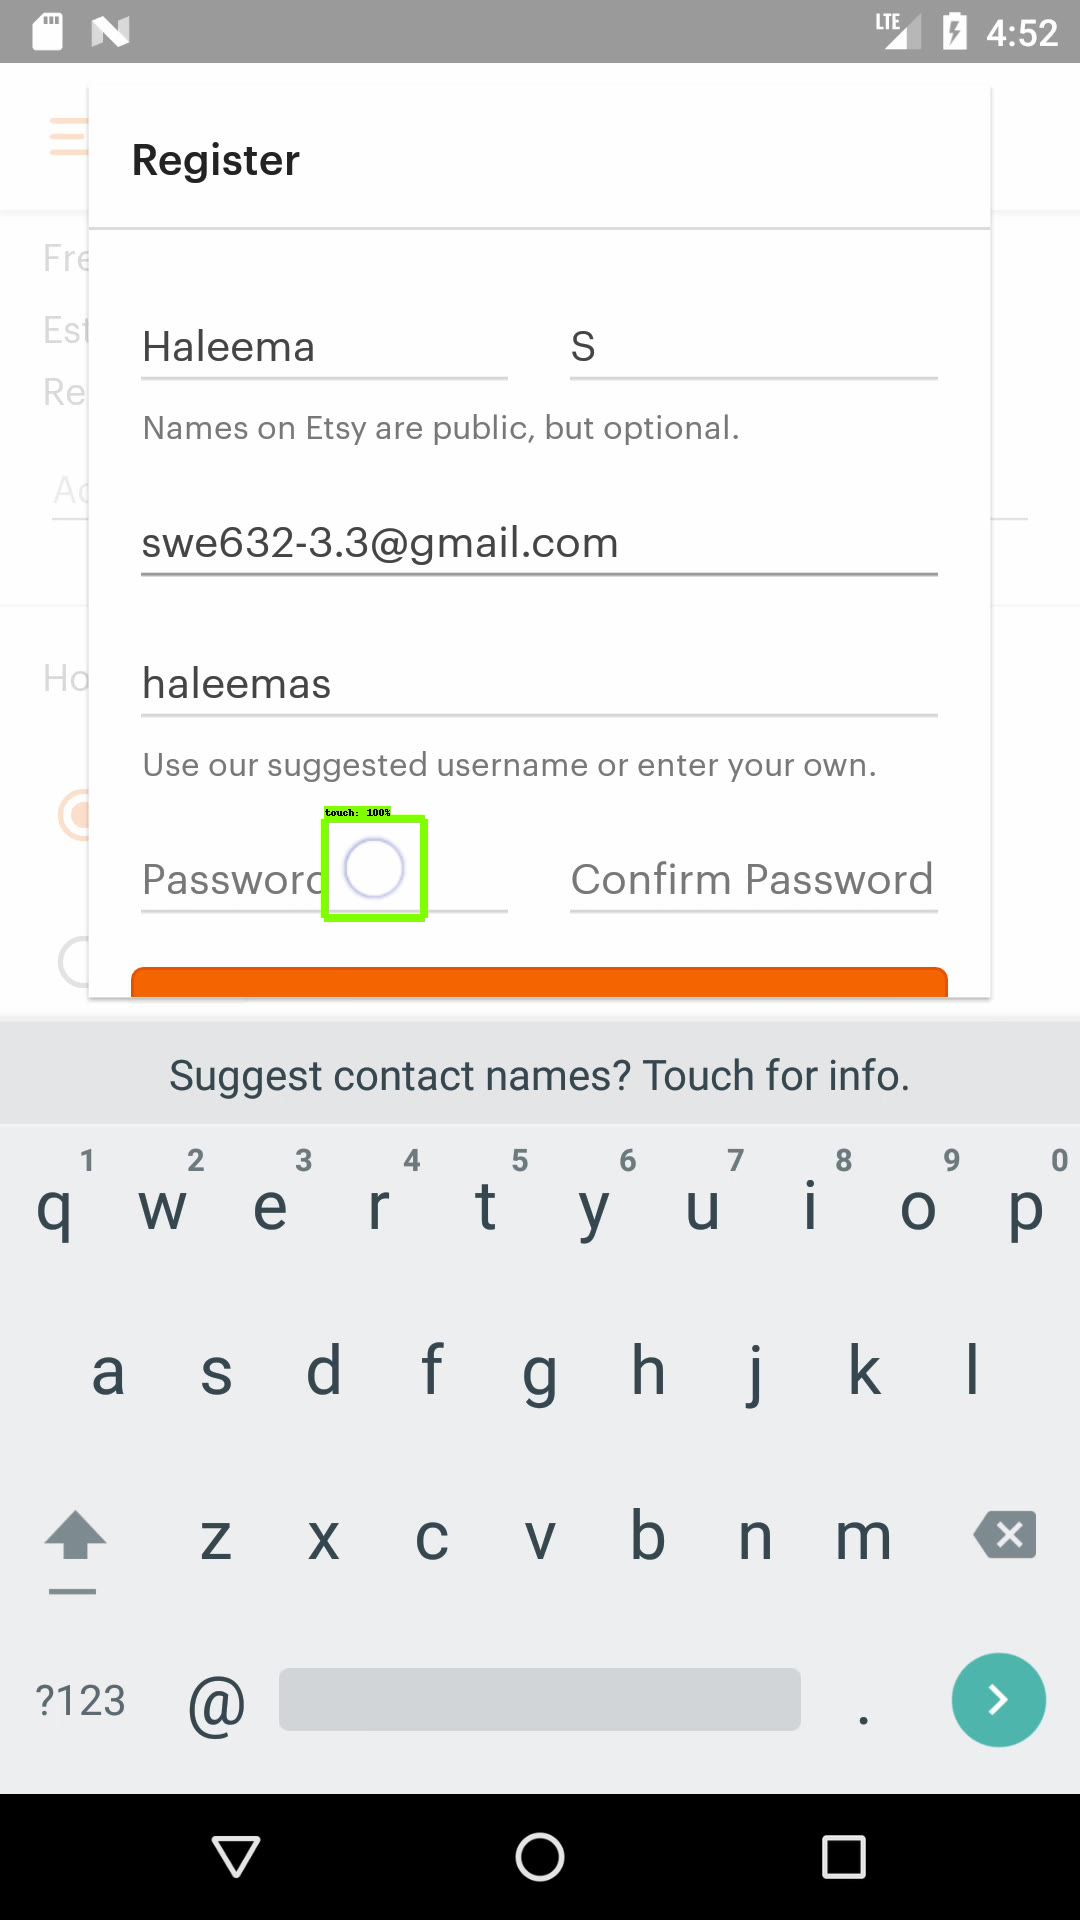 LTE 4:52
Register
Fre
Est
Re
Ac
Ho
Haleema S
Names on Etsy are public, but optional.
swe632-3.3@gmail.com
haleemas
Use our suggested username or enter your own.
touch: 100%
Password Confirm Password
Suggest contact names? Touch for info.
1 2 3 4 5 6 7 8 9 0
q w e r t y u i o p
a s d f g h j k l
z x c v b n m
?123 @ .